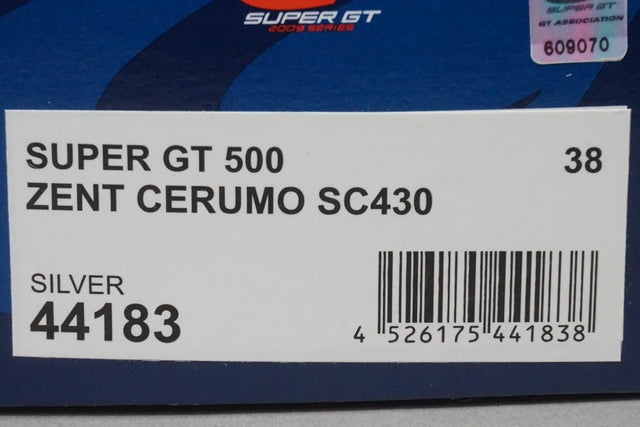 SUPER GT
2009 SERIES
SUPER GT
GT ASSOCIATION
609070
SUPER GT 500 38
ZENT CERUMO SC430
SILVER
44183
4 526175 441838